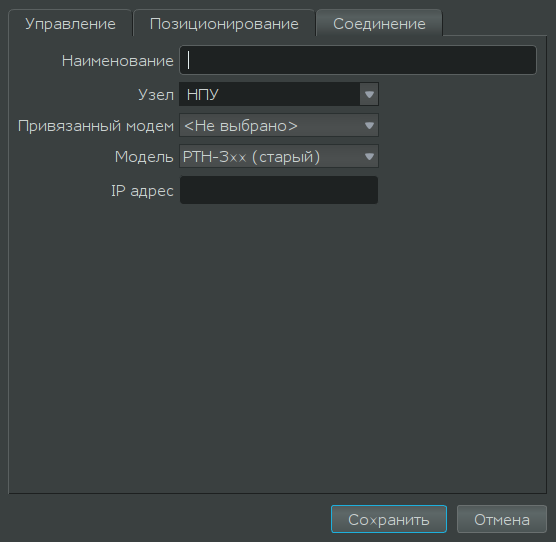 Управление Позиционирование Соединение
Наименование
Узел НПУ
Привязанный модем <Не выбрано>
Модель РТН-3хх (старый)
IP адрес
Сохранить Отмена